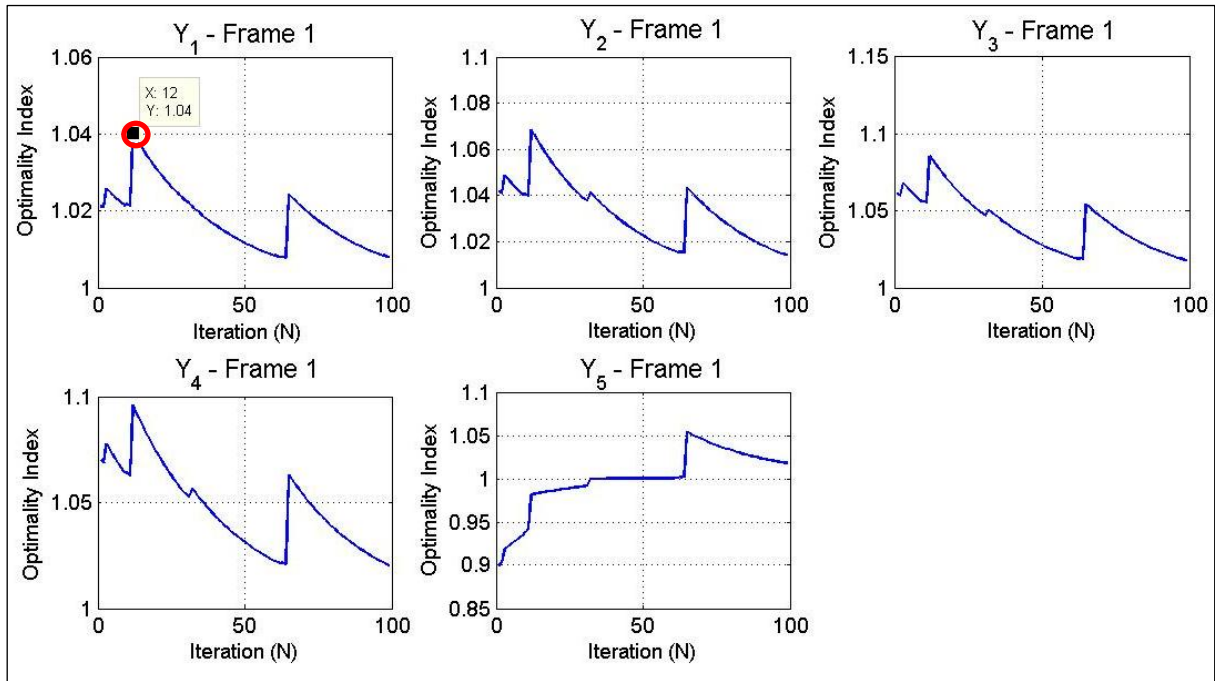 Y1 - Frame 1
Optimality Index
1.06
1.04
1.02
1
X: 12
Y: 1.04
0
50
100
Iteration (N)
Y2 - Frame 1
Optimality Index
1.1
1.08
1.06
1.04
1.02
1
0
50
100
Iteration (N)
Y3 - Frame 1
Optimality Index
1.15
1.1
1.05
1
0
50
100
Iteration (N)
Y4 - Frame 1
Optimality Index
1.1
1.05
1
0
50
100
Iteration (N)
Y5 - Frame 1
Optimality Index
1.1
1.05
1
0.95
0.9
0.85
0
50
100
Iteration (N)